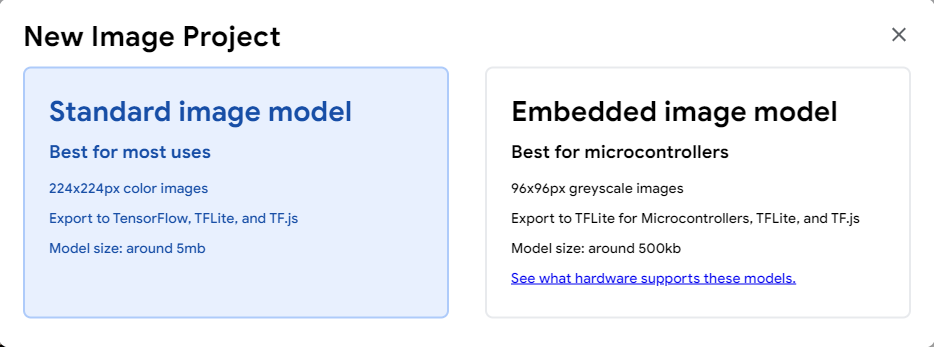 New Image Project
Standard image model
Best for most uses
224x224px color images
Export to TensorFlow, TFLite, and TF.js
Model size: around 5mb
Embedded image model
Best for microcontrollers
96x96px greyscale images
Export to TFLite for Microcontrollers, TFLite, and TF.js
Model size: around 500kb
See what hardware supports these models.